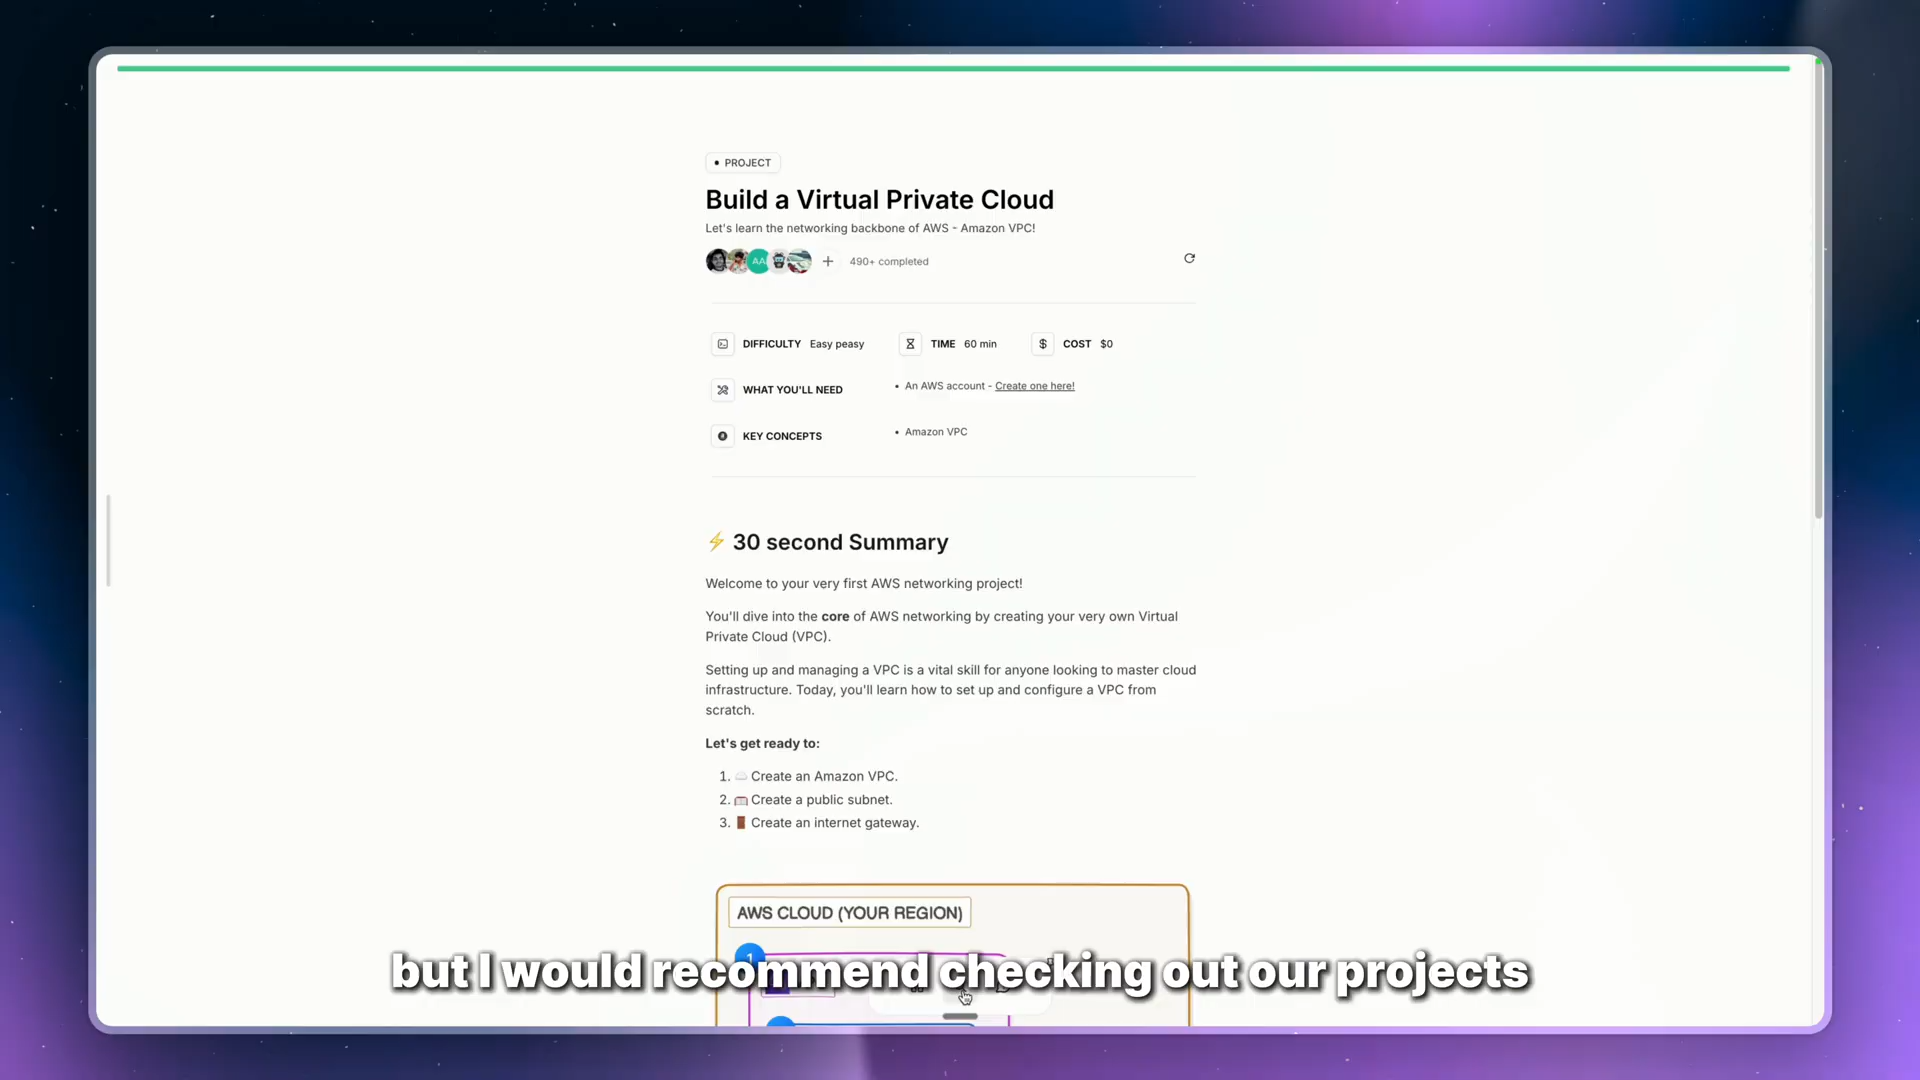 • PROJECT
Build a Virtual Private Cloud
Let's learn the networking backbone of AWS - Amazon VPC!
AA
490+ completed
DIFFICULTY Easy peasy
TIME 60 min
$ COST $0
WHAT YOU'LL NEED
• An AWS account - Create one here!
KEY CONCEPTS
• Amazon VPC
⚡ 30 second Summary
Welcome to your very first AWS networking project!
You'll dive into the core of AWS networking by creating your very own Virtual
Private Cloud (VPC).
Setting up and managing a VPC is a vital skill for anyone looking to master cloud
infrastructure. Today, you'll learn how to set up and configure a VPC from
scratch.
Let's get ready to:
1. ☁️ Create an Amazon VPC.
2. Create a public subnet.
3. 🚪 Create an internet gateway.
AWS CLOUD (YOUR REGION)
1
but I would recommend checking out our projects